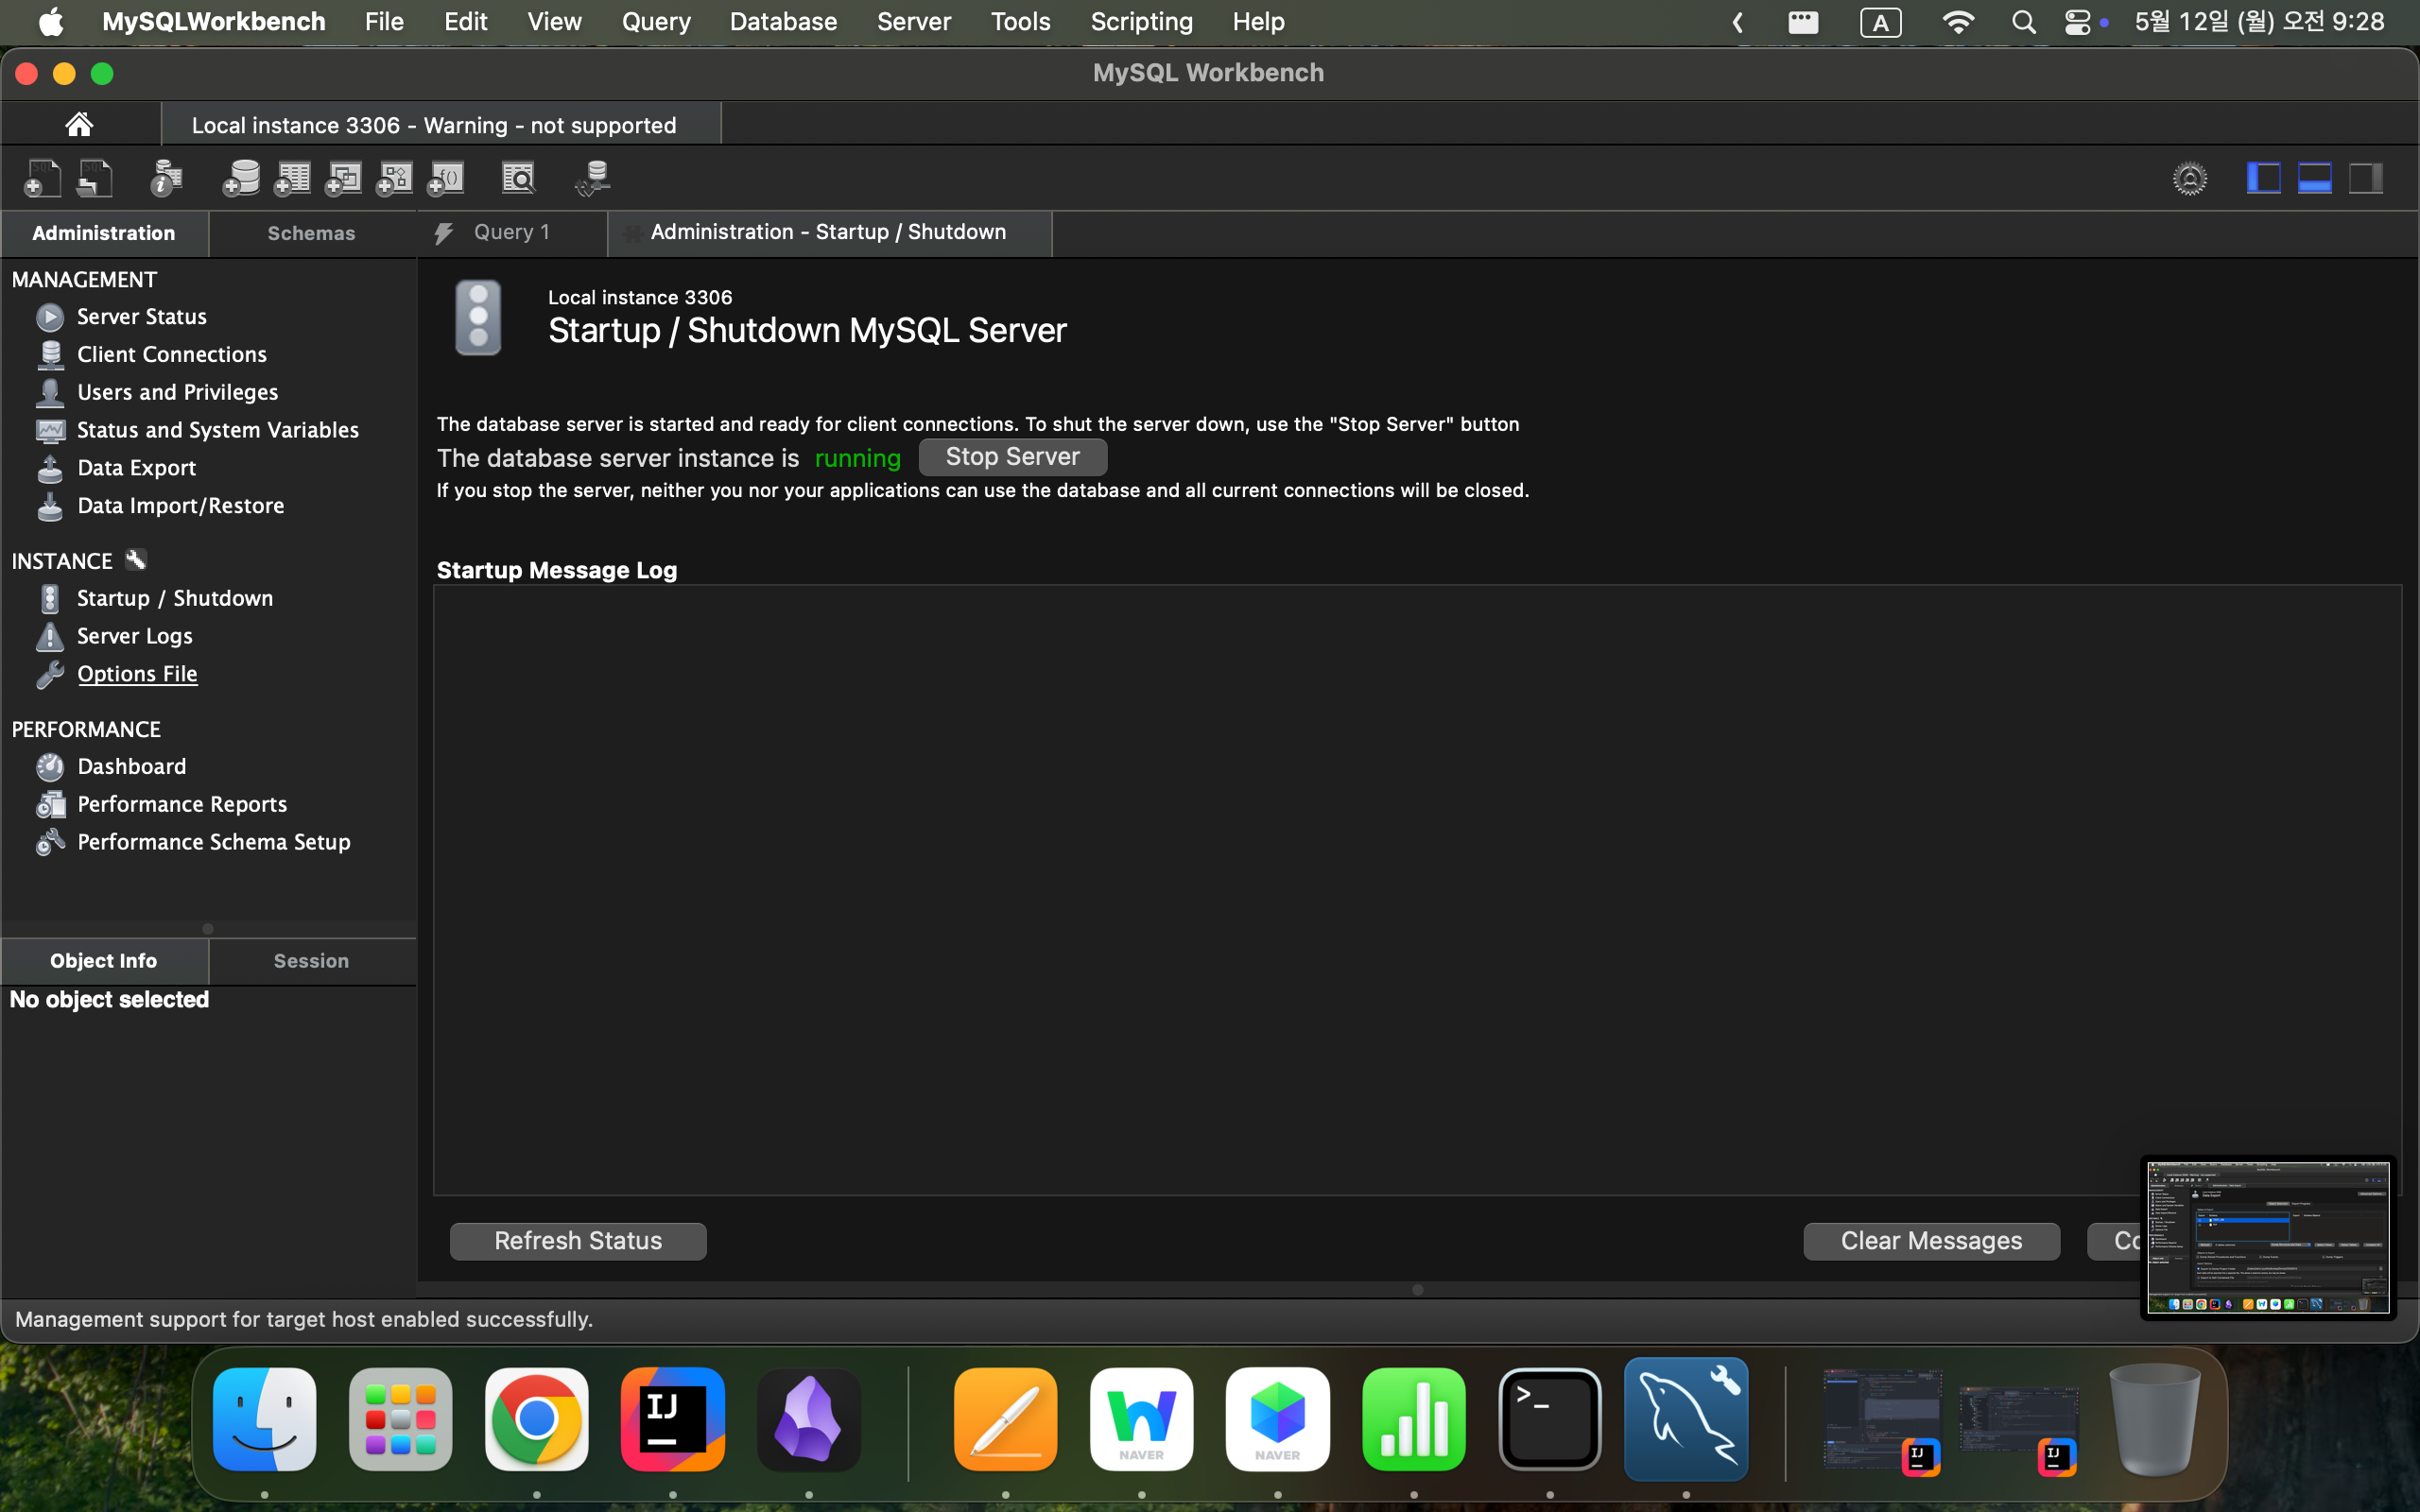 MySQLWorkbench File Edit View Query Database Server Tools Scripting Help A 5월 12일 (월) 오전 9:28
MySQL Workbench
Local instance 3306 - Warning - not supported
Administration Schemas Query 1 Administration - Startup / Shutdown
MANAGEMENT
Server Status
Client Connections
Users and Privileges
Status and System Variables
Data Export
Data Import/Restore
INSTANCE
Startup / Shutdown
Server Logs
Options File
PERFORMANCE
Dashboard
Performance Reports
Performance Schema Setup
Object Info Session
No object selected
Local instance 3306
Startup / Shutdown MySQL Server
The database server is started and ready for client connections. To shut the server down, use the "Stop Server" button
The database server instance is running Stop Server
If you stop the server, neither you nor your applications can use the database and all current connections will be closed.
Startup Message Log
Refresh Status Clear Messages Co
Management support for target host enabled successfully.
IJ NAVER NAVER >_ IJ IJ